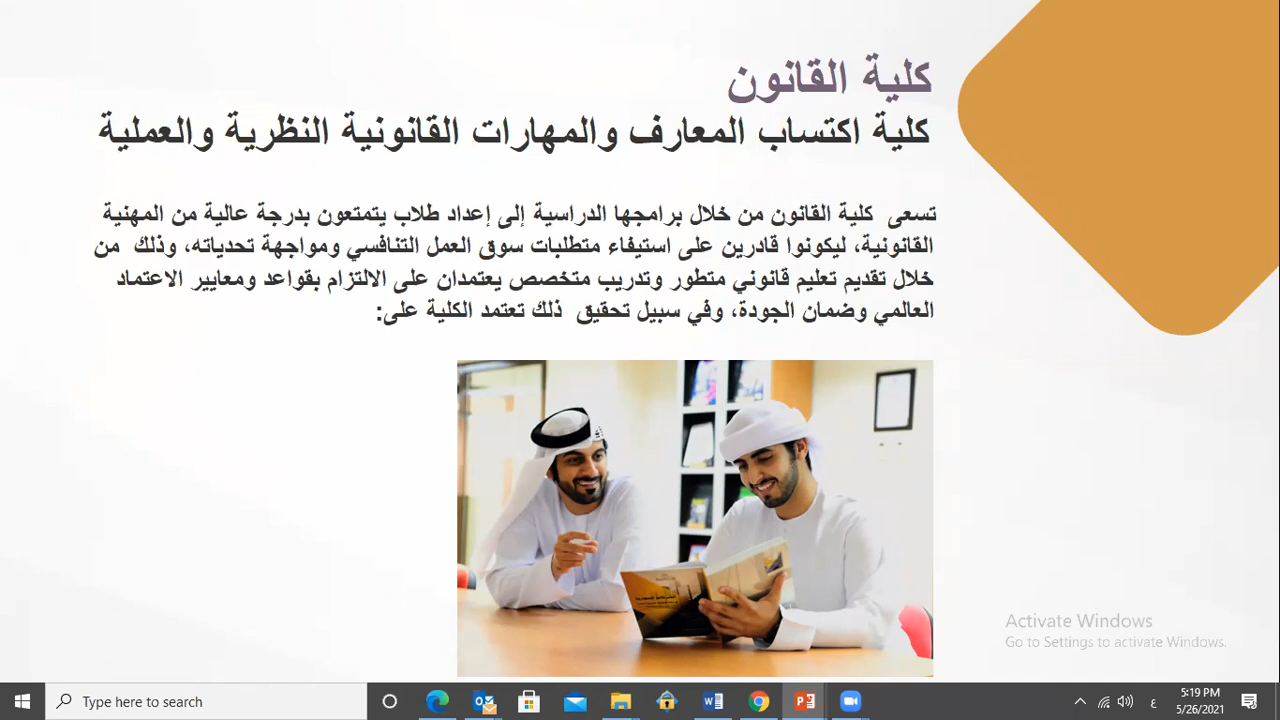 كلية القانون
كلية اكتساب المعارف والمهارات القانونية النظرية والعملية
تسعى كلية القانون من خلال برامجها الدراسية إلى إعداد طلاب يتمتعون بدرجة عالية من المهنية
القانونية، ليكونوا قادرين على استيفاء متطلبات سوق العمل التنافسي ومواجهة تحدياته، وذلك من
خلال تقديم تعليم قانوني متطور وتدريب متخصص يعتمدان على الالتزام بقواعد ومعايير الاعتماد
العالمي وضمان الجودة، وفي سبيل تحقيق ذلك تعتمد الكلية على:
Activate Windows
Go to Settings to activate Windows.
Type here to search
ع
5:19 PM
5/26/2021